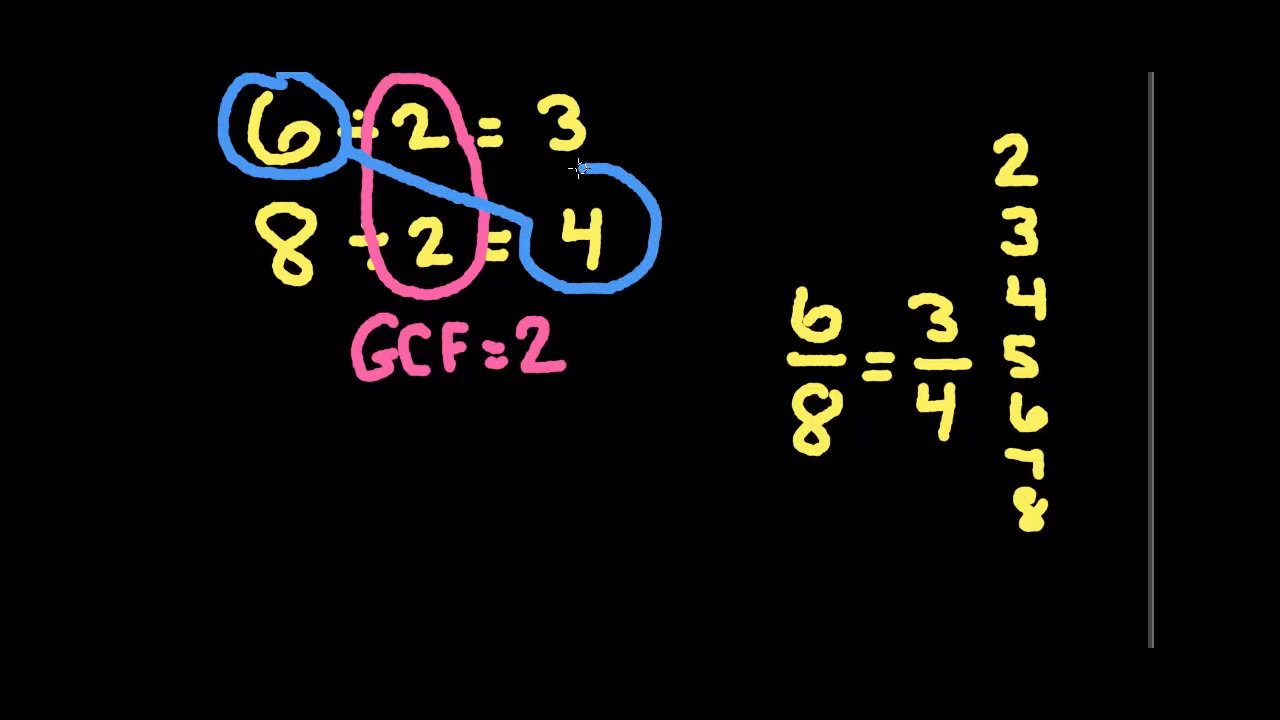 6 ÷ 2 = 3
8 ÷ 2 = 4
GCF = 2
6/8 = 3/4
2
3
4
5
6
7
8